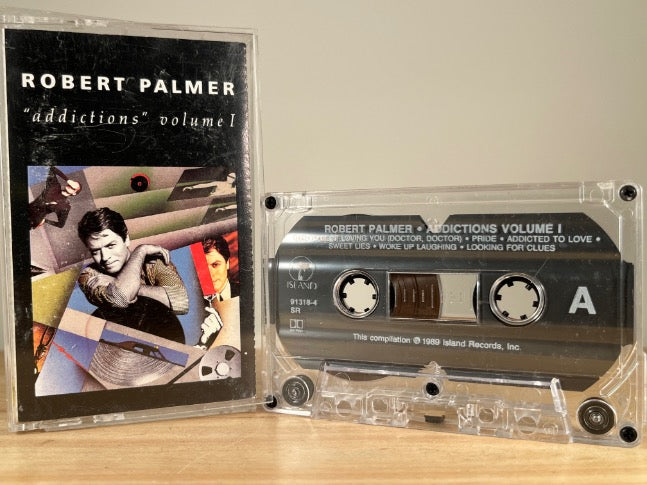 ROBERT PALMER
"addictions" volume I
ROBERT PALMER • ADDICTIONS VOLUME I
OF LOVING YOU (DOCTOR, DOCTOR) • PRIDE • ADDICTED TO LOVE •
SWEET LIES • WOKE UP LAUGHING • LOOKING FOR CLUES
ISLAND
91318-4
SR
A
This compilation © 1989 Island Records, Inc.